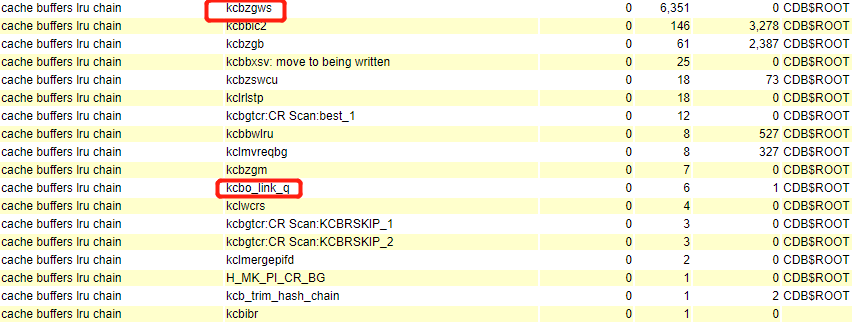 cache buffers lru chain kcbzgws 0 6,351 0 CDB$ROOT
cache buffers lru chain kcbbic2 0 146 3,278 CDB$ROOT
cache buffers lru chain kcbzgb 0 61 2,387 CDB$ROOT
cache buffers lru chain kcbbxsv: move to being written 0 25 0 CDB$ROOT
cache buffers lru chain kcbzswcu 0 18 73 CDB$ROOT
cache buffers lru chain kclrlstp 0 18 0 CDB$ROOT
cache buffers lru chain kcbgtcr:CR Scan:best_1 0 12 0 CDB$ROOT
cache buffers lru chain kcbbwlru 0 8 527 CDB$ROOT
cache buffers lru chain kclmvreqbg 0 8 327 CDB$ROOT
cache buffers lru chain kcbzgm 0 7 0 CDB$ROOT
cache buffers lru chain kcbo_link_q 0 6 1 CDB$ROOT
cache buffers lru chain kclwcrs 0 4 0 CDB$ROOT
cache buffers lru chain kcbgtcr:CR Scan:KCBRSKIP_1 0 3 0 CDB$ROOT
cache buffers lru chain kcbgtcr:CR Scan:KCBRSKIP_2 0 3 0 CDB$ROOT
cache buffers lru chain kclmergepifd 0 2 0 CDB$ROOT
cache buffers lru chain H_MK_PI_CR_BG 0 1 0 CDB$ROOT
cache buffers lru chain kcb_trim_hash_chain 0 1 2 CDB$ROOT
cache buffers lru chain kcbibr 0 1 0